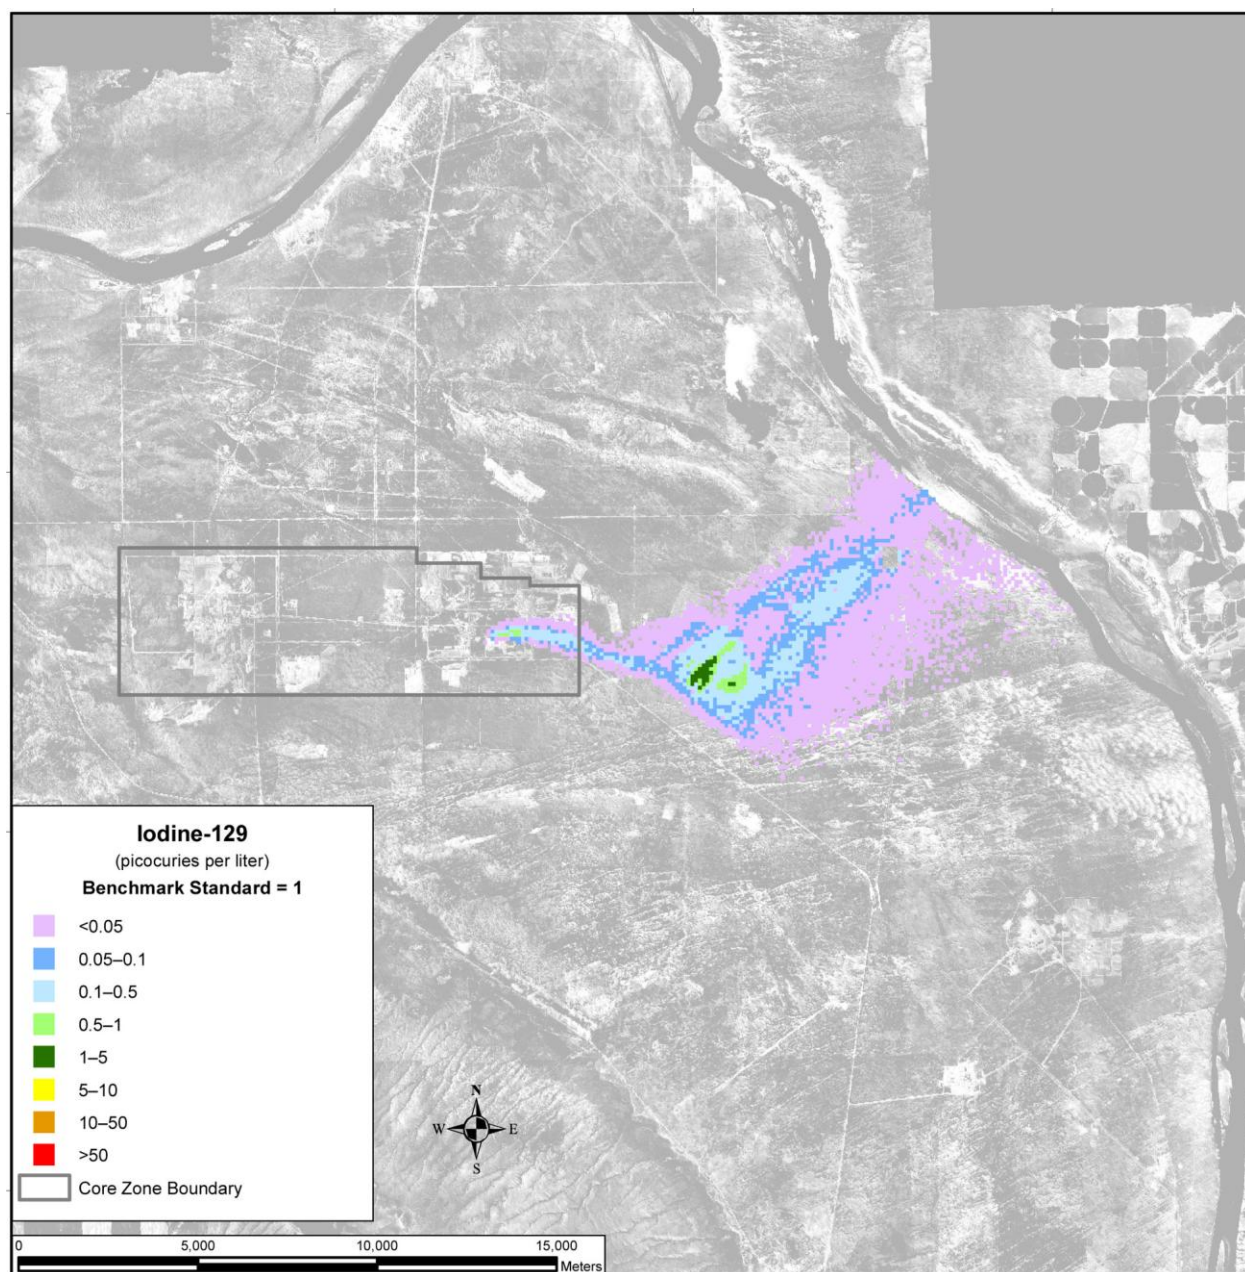 Iodine-129
(picocuries per liter)
Benchmark Standard = 1
<0.05
0.05–0.1
0.1–0.5
0.5–1
1–5
5–10
10–50
>50
Core Zone Boundary
N
W E
S
0 5,000 10,000 15,000
Meters